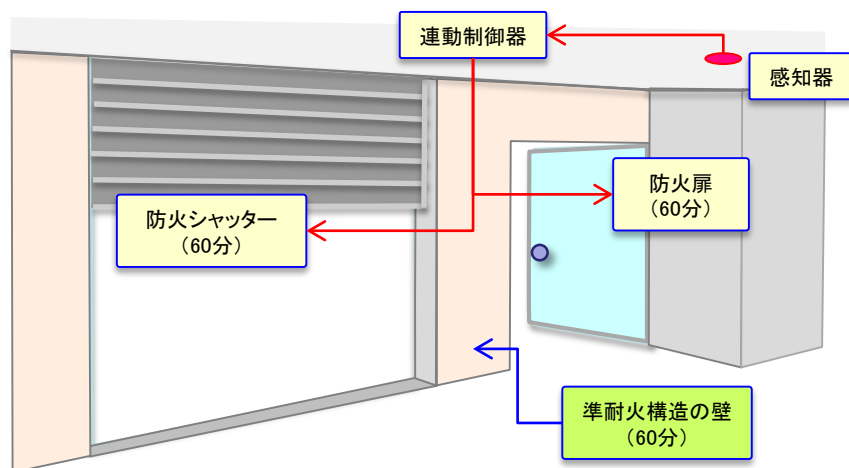 連動制御器
感知器
防火扉
（60分）
防火シャッター
（60分）
準耐火構造の壁
（60分）